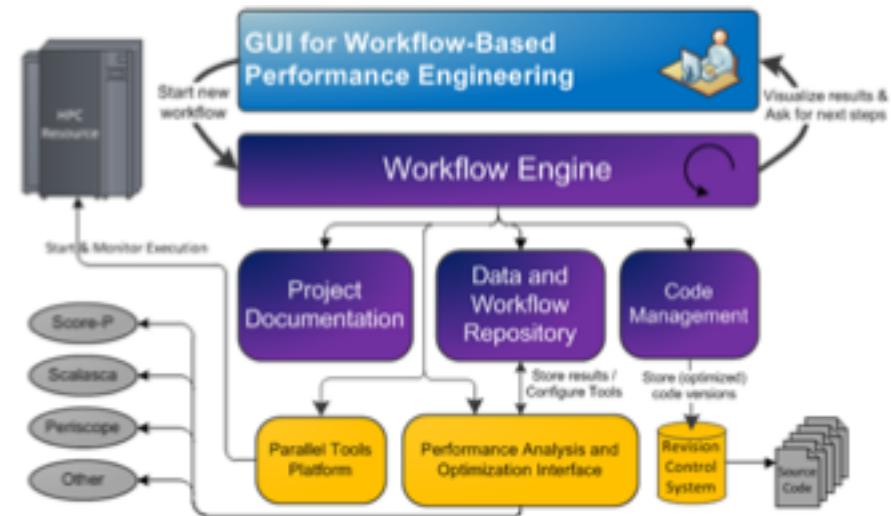 GUI for Workflow-Based
Performance Engineering
HPC
Resource
Start new
workflow
Visualize results &
Ask for next steps
Workflow Engine
Start & Monitor Execution
Project
Documentation
Data and
Workflow
Repository
Code
Management
Score-P
Scalasca
Periscope
Other
Store results /
Configure Tools
Store (optimized)
code versions
Parallel Tools
Platform
Performance Analysis and
Optimization Interface
Revision
Control
System
Source
Code